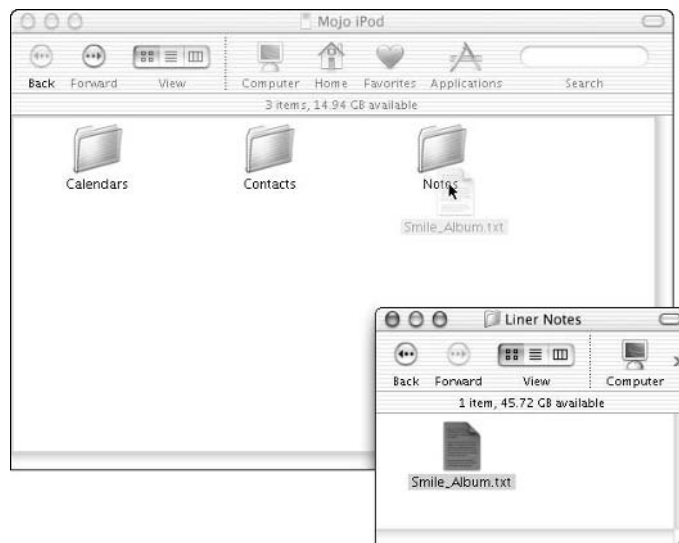 Mojo iPod
Back Forward View Computer Home Favorites Applications Search
3 items, 14.94 GB available
Calendars Contacts Notes
Smile_Album.txt
Liner Notes
Back Forward View Computer
1 item, 45.72 GB available
Smile_Album.txt